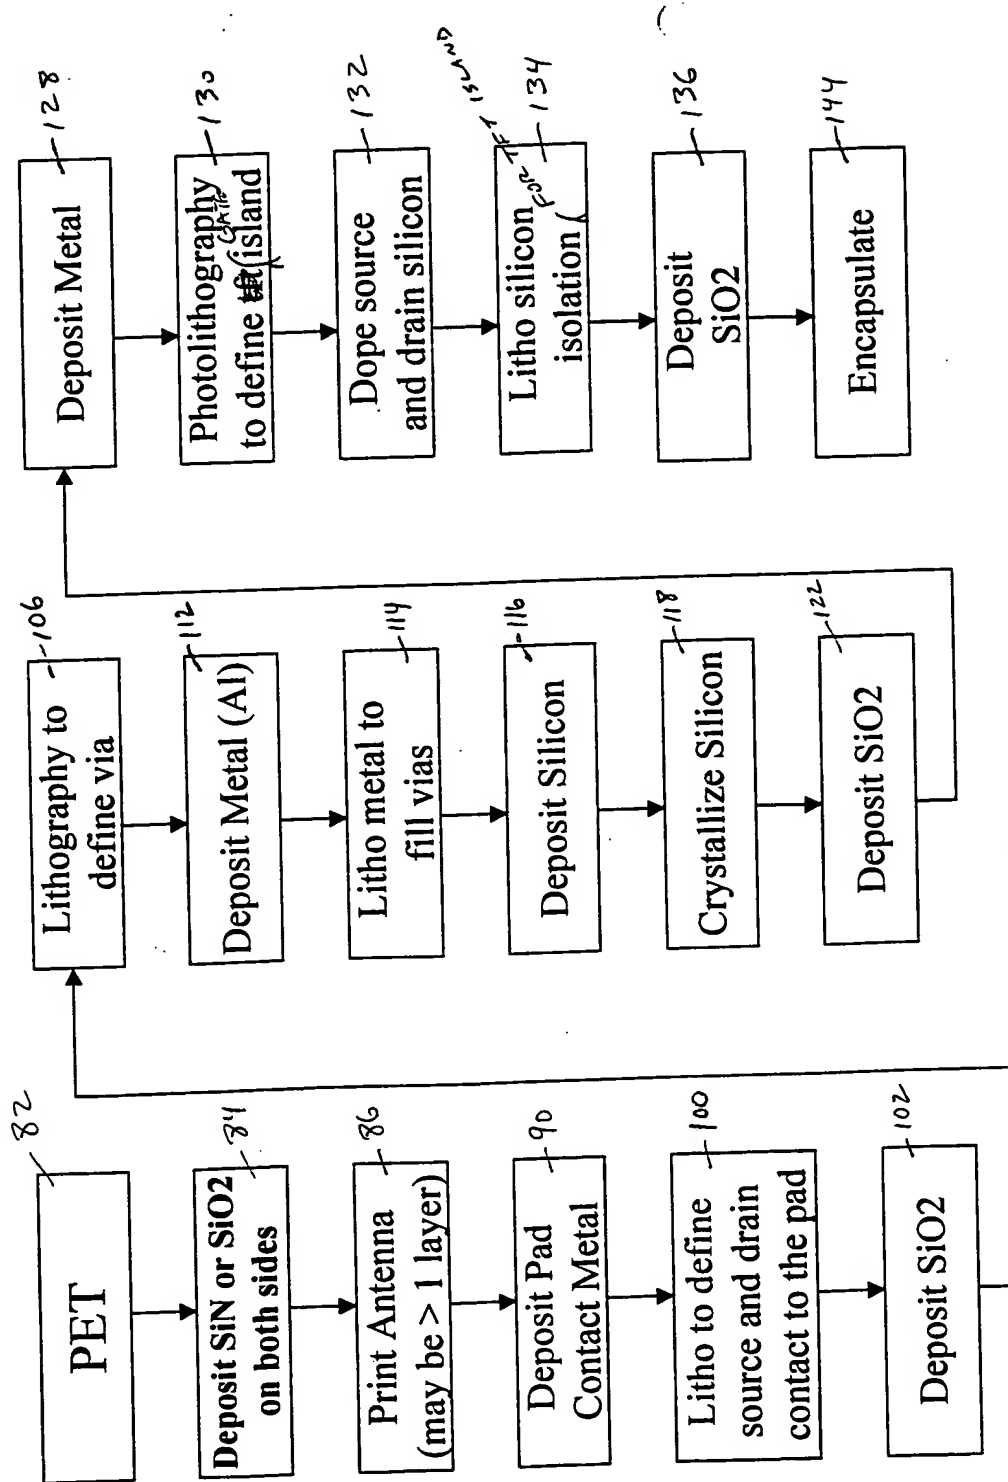 PET
82
Deposit SiN or SiO2
on both sides
84
Print Antenna
(may be > 1 layer)
86
Deposit Pad
Contact Metal
90
Litho to define
source and drain
contact to the pad
100
Deposit SiO2
102
Lithography to
define via
106
Deposit Metal (Al)
112
Litho metal to
fill vias
114
Deposit Silicon
116
Crystallize Silicon
118
Deposit SiO2
122
Deposit Metal
128
Photolithography
to define island
130
Dope source
and drain silicon
132
Litho silicon
isolation
FOR TFT ISLAND
134
Deposit
SiO2
136
Encapsulate
144